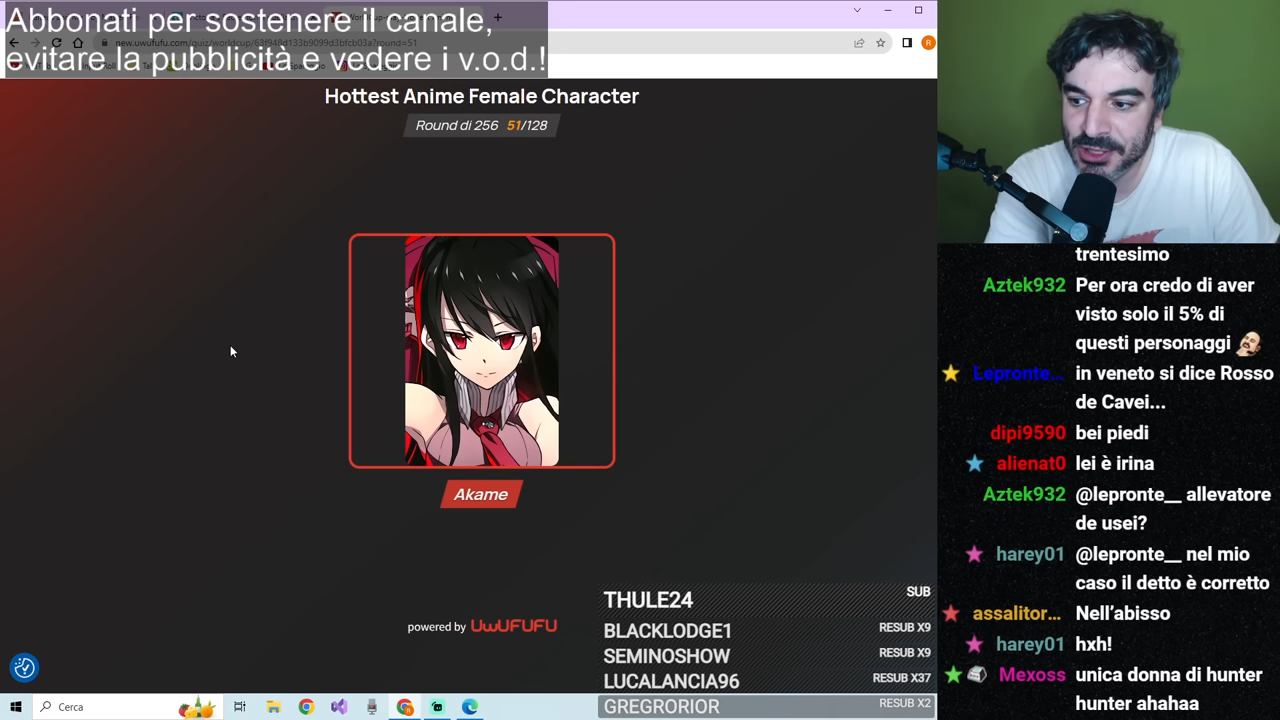 Abbonati per sostenere il canale,
evitare la pubblicità e vedere i v.o.d.!
Hottest Anime Female Character
Round di 256 51/128
Akame
powered by UwUFUFU
THULE24 SUB
BLACKLODGE1 RESUB X9
SEMINOSHOW RESUB X9
LUCALANCIA96 RESUB X37
GREGRORIOR RESUB X2
Cerca
trentesimo
Aztek932 Per ora credo di aver
visto solo il 5% di
questi personaggi
Lepronte... in veneto si dice Rosso
de Cavei...
dipi9590 bei piedi
alienat0 lei è irina
Aztek932 @lepronte__ allevatore
de usei?
harey01 @lepronte__ nel mio
caso il detto è corretto
assalitor... Nell'abisso
harey01 hxh!
Mexoss unica donna di hunter
hunter ahahaa